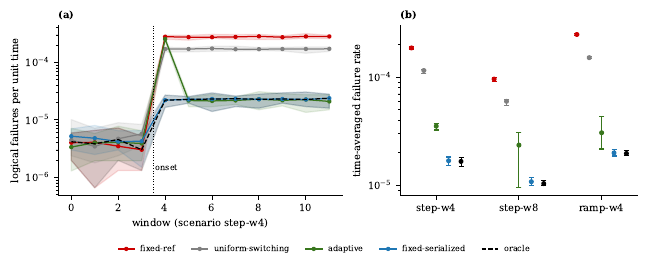 (a)
logical failures per unit time
10⁻⁴
10⁻⁵
10⁻⁶
onset
0 2 4 6 8 10
window (scenario step-w4)
(b)
time-averaged failure rate
10⁻⁴
10⁻⁵
step-w4 step-w8 ramp-w4
fixed-ref uniform-switching adaptive fixed-serialized oracle